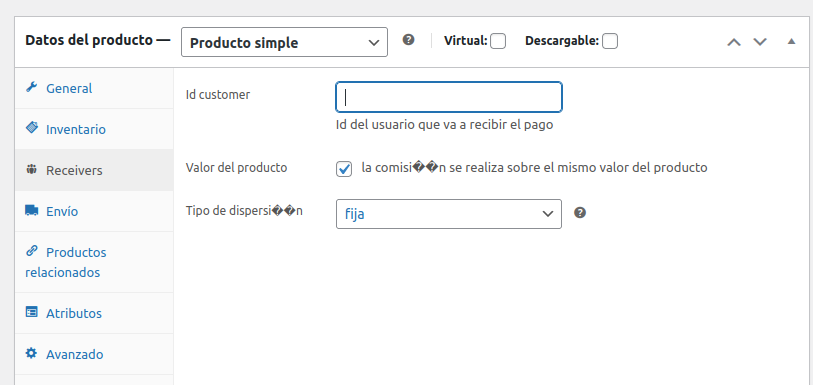 Datos del producto — Producto simple Virtual: Descargable:
General
Inventario
Receivers
Envío
Productos relacionados
Atributos
Avanzado
Id customer
Id del usuario que va a recibir el pago
Valor del producto la comisi��n se realiza sobre el mismo valor del producto
Tipo de dispersi��n fija